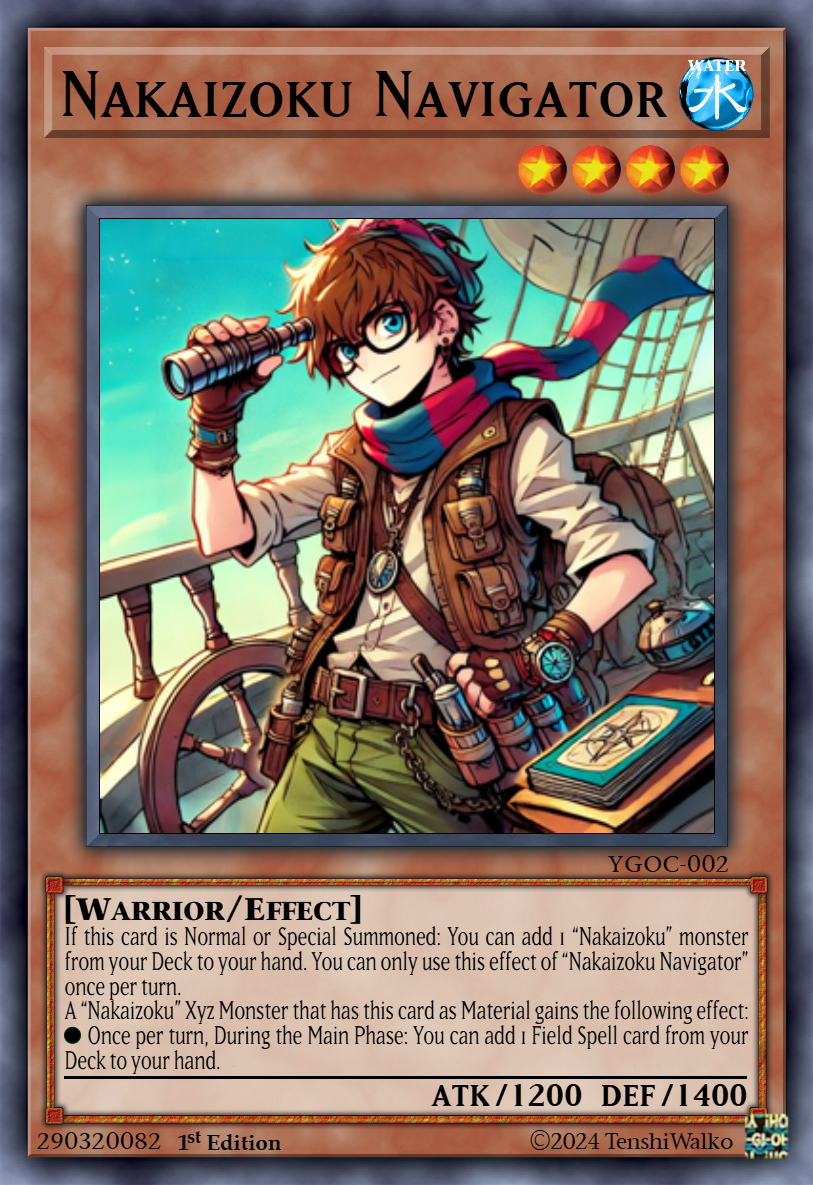 Nakaizoku Navigator
WATER
水
YGOC-002
[Warrior/Effect]
If this card is Normal or Special Summoned: You can add 1 “Nakaizoku” monster
from your Deck to your hand. You can only use this effect of “Nakaizoku Navigator”
once per turn.
A “Nakaizoku” Xyz Monster that has this card as Material gains the following effect:
● Once per turn, During the Main Phase: You can add 1 Field Spell card from your
Deck to your hand.
ATK/1200 DEF/1400
290320082 1st Edition ©2024 TenshiWalko